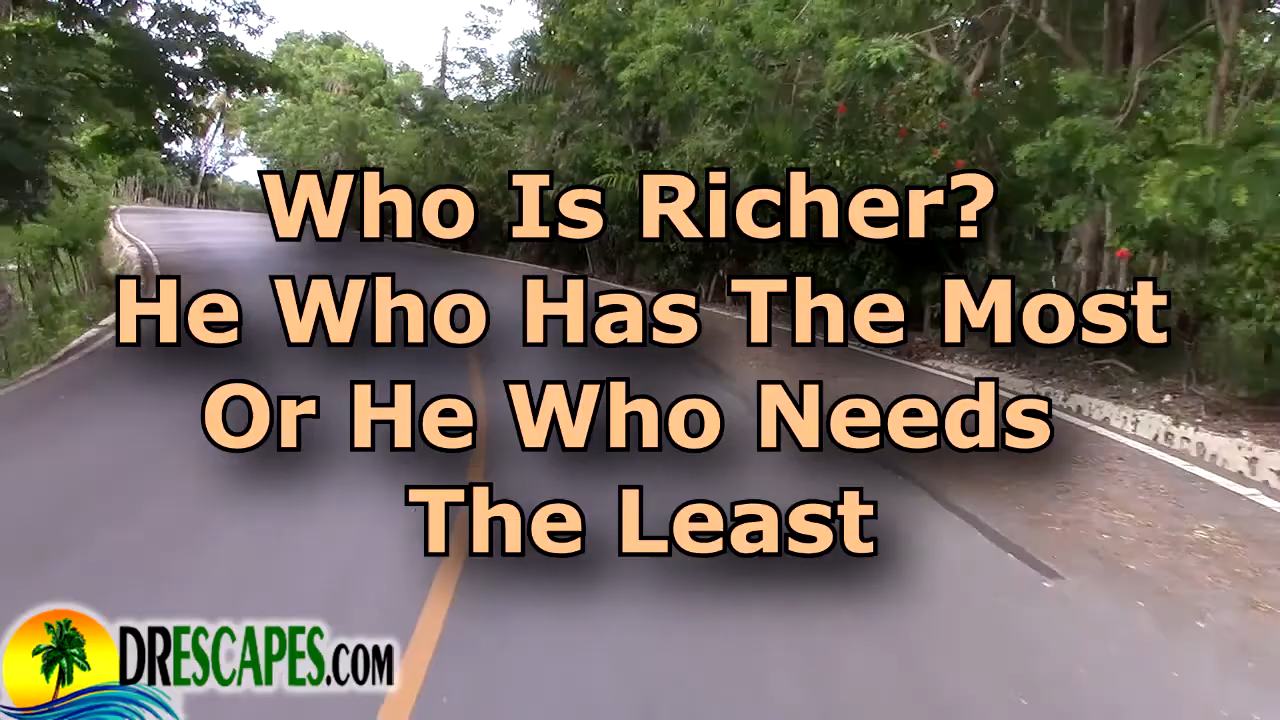 Who Is Richer?
He Who Has The Most
Or He Who Needs
The Least
DRESCAPES.COM